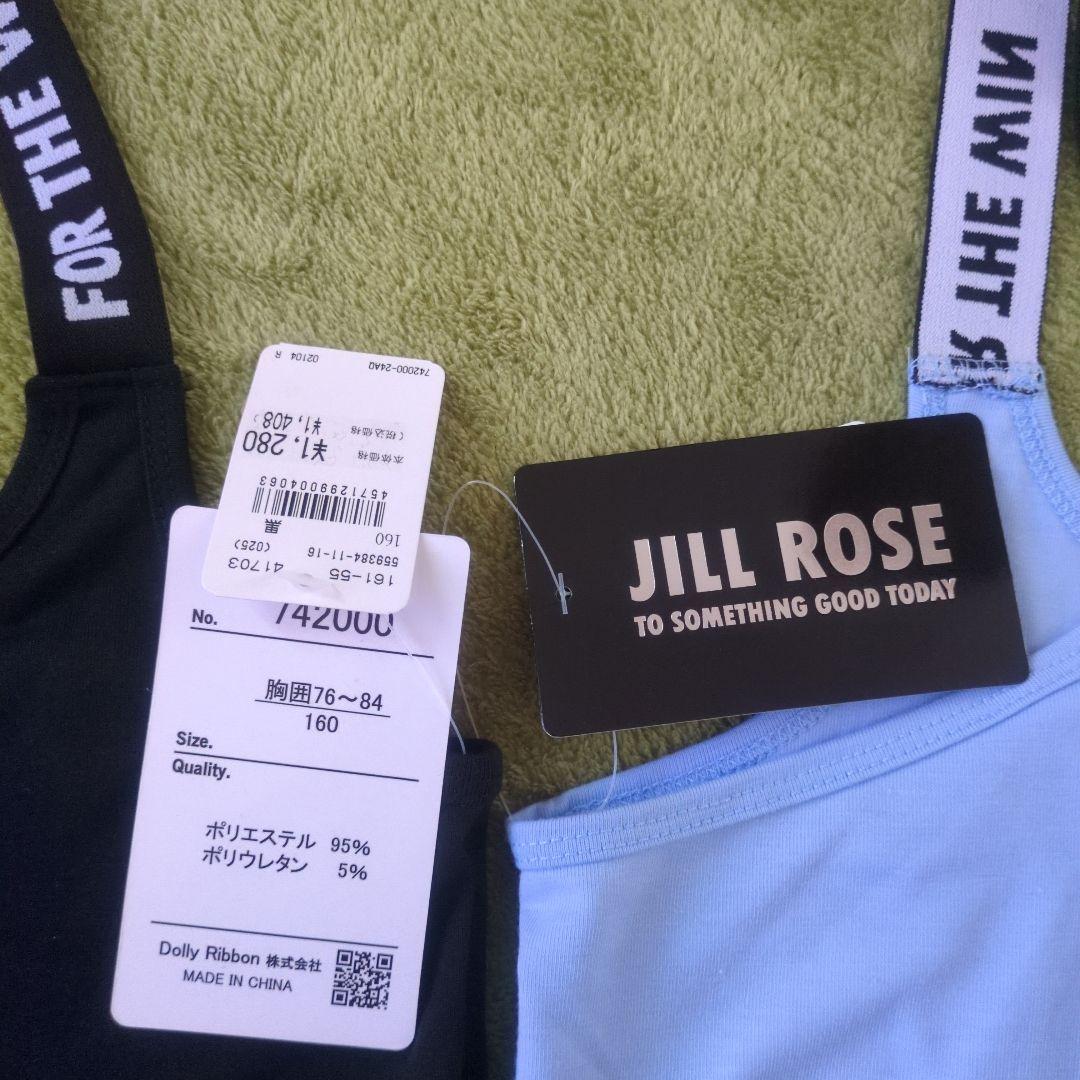 FOR THE W
R THE WIN
742000-24AQ 02104 R
本体価格 ¥1,280
(税込価格 ¥1,408)
4571299004063
160 黒
559384-11-16 (025)
161-55 41703
No. 742000
胸囲76～84
160
Size.
Quality.
ポリエステル 95%
ポリウレタン 5%
Dolly Ribbon 株式会社
MADE IN CHINA
JILL ROSE
TO SOMETHING GOOD TODAY